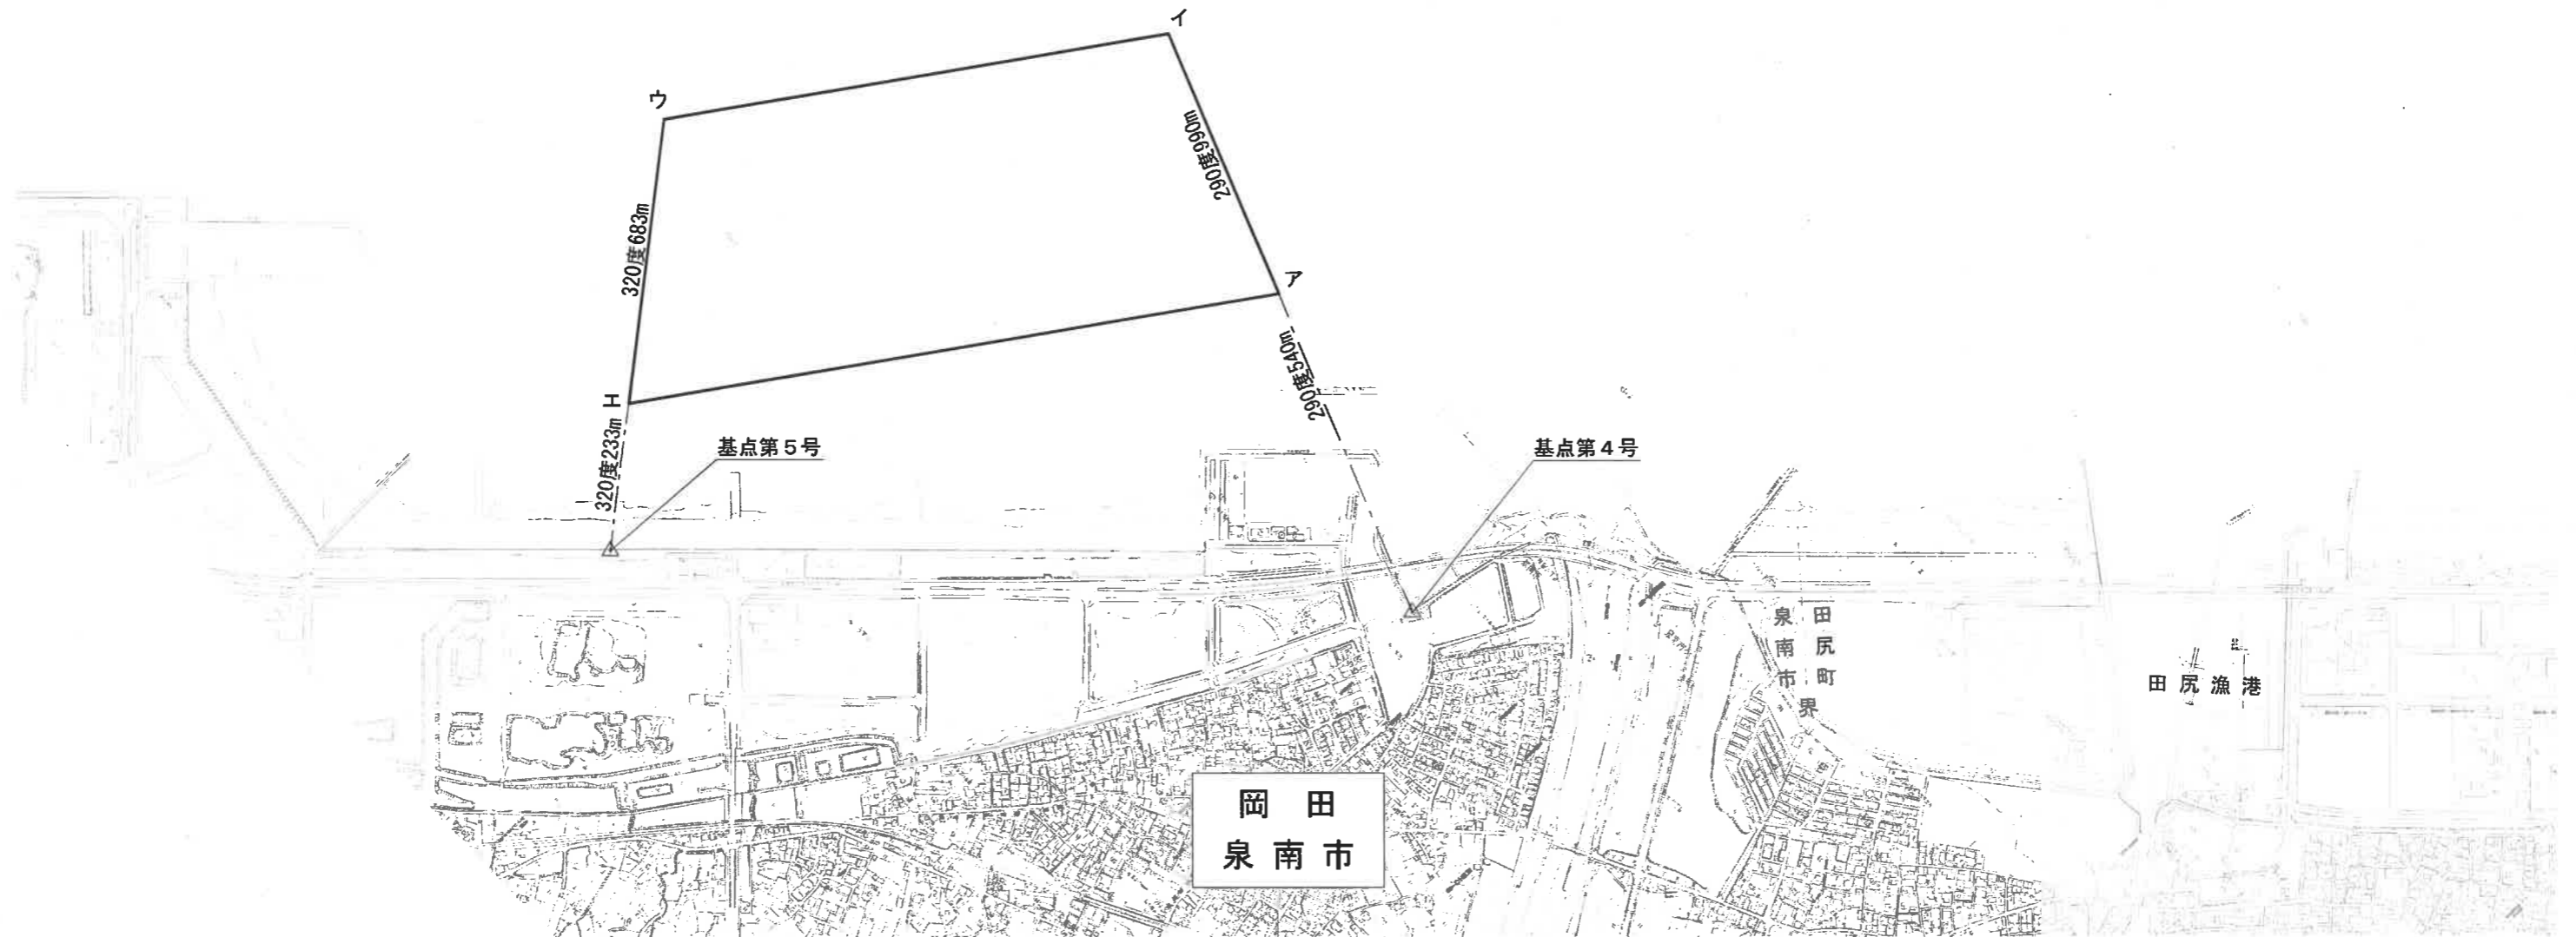 イ
ウ
290度990m
320度683m
ア
290度540m
エ
320度233m
基点第5号
基点第4号
泉南市
田尻町
界
田尻漁港
岡田
泉南市